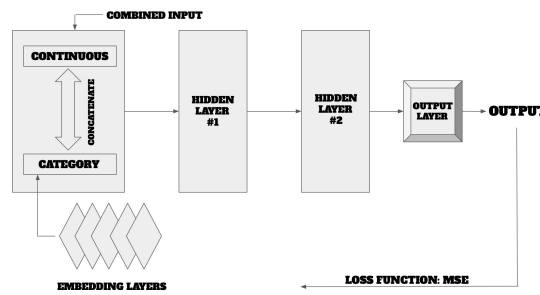 COMBINED INPUT
CONTINUOUS
CONCATENATE
CATEGORY
HIDDEN
LAYER
#1
HIDDEN
LAYER
#2
OUTPUT
LAYER
OUTPUT
EMBEDDING LAYERS
LOSS FUNCTION: MSE